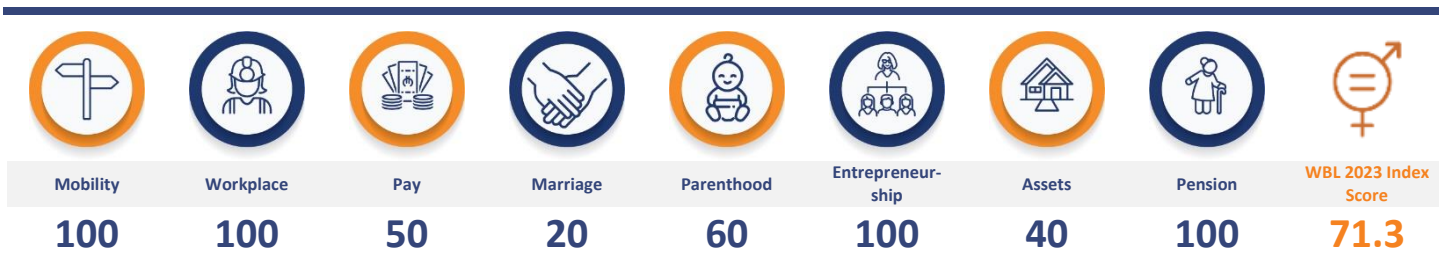 Mobility Workplace Pay Marriage Parenthood Entrepreneur-
ship Assets Pension WBL 2023 Index
Score
100 100 50 20 60 100 40 100 71.3